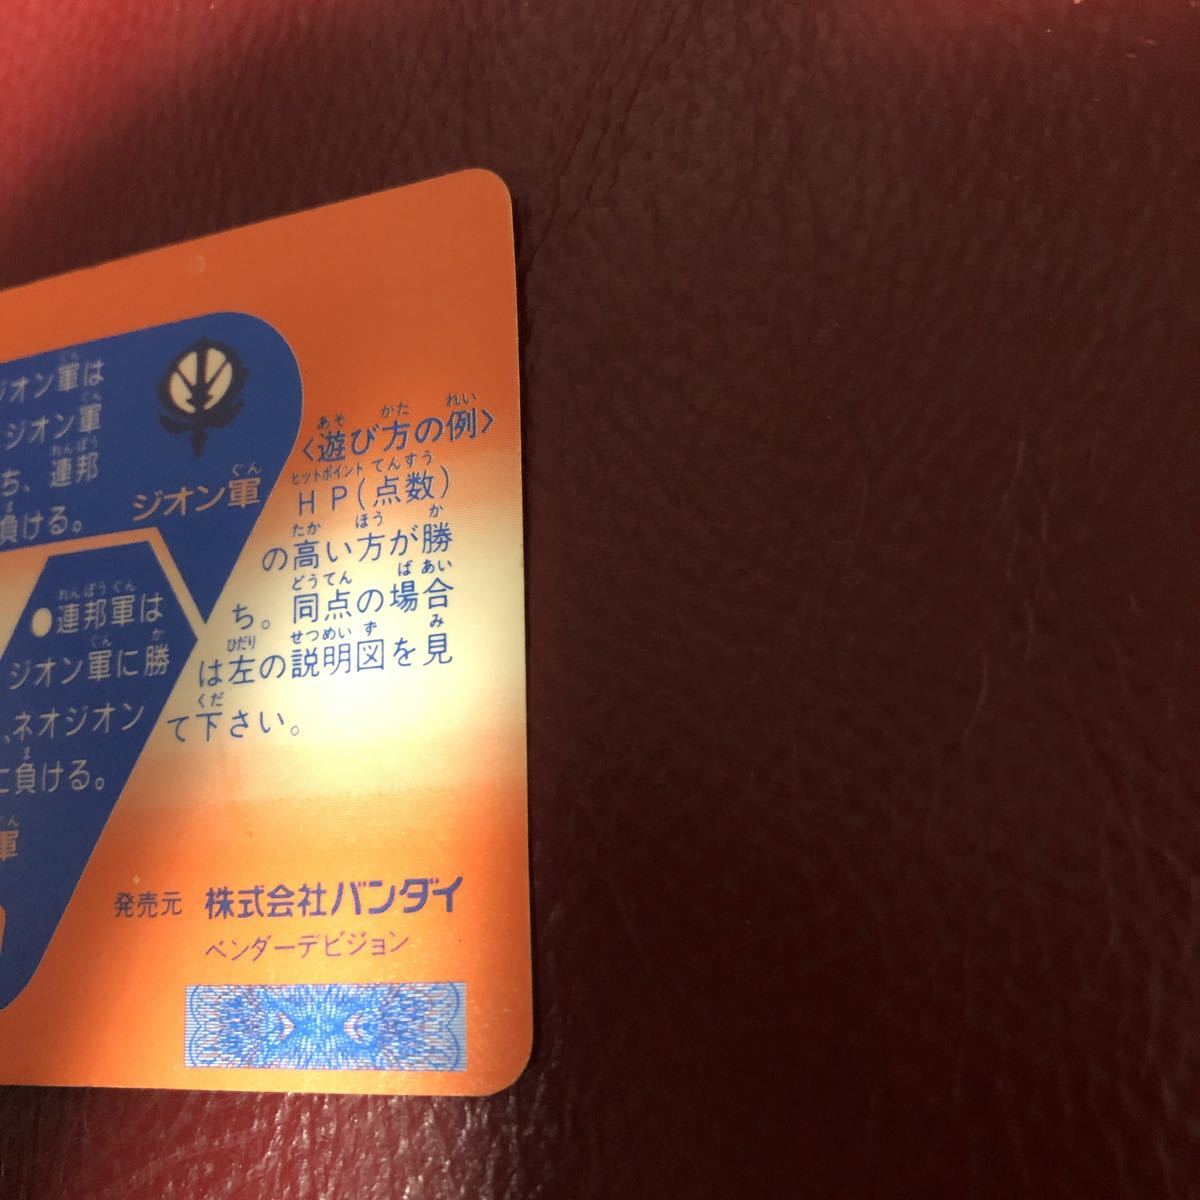 ジオン軍は
ジオン軍
ち、連邦
負ける。
ジオン軍
●連邦軍は
ジオン軍に勝
、ネオジオン
に負ける。
軍
〈遊び方の例〉
HP(点数)
の高い方が勝
ち。同点の場合
は左の説明図を見
て下さい。
発売元 株式会社バンダイ
ベンダーデビジョン